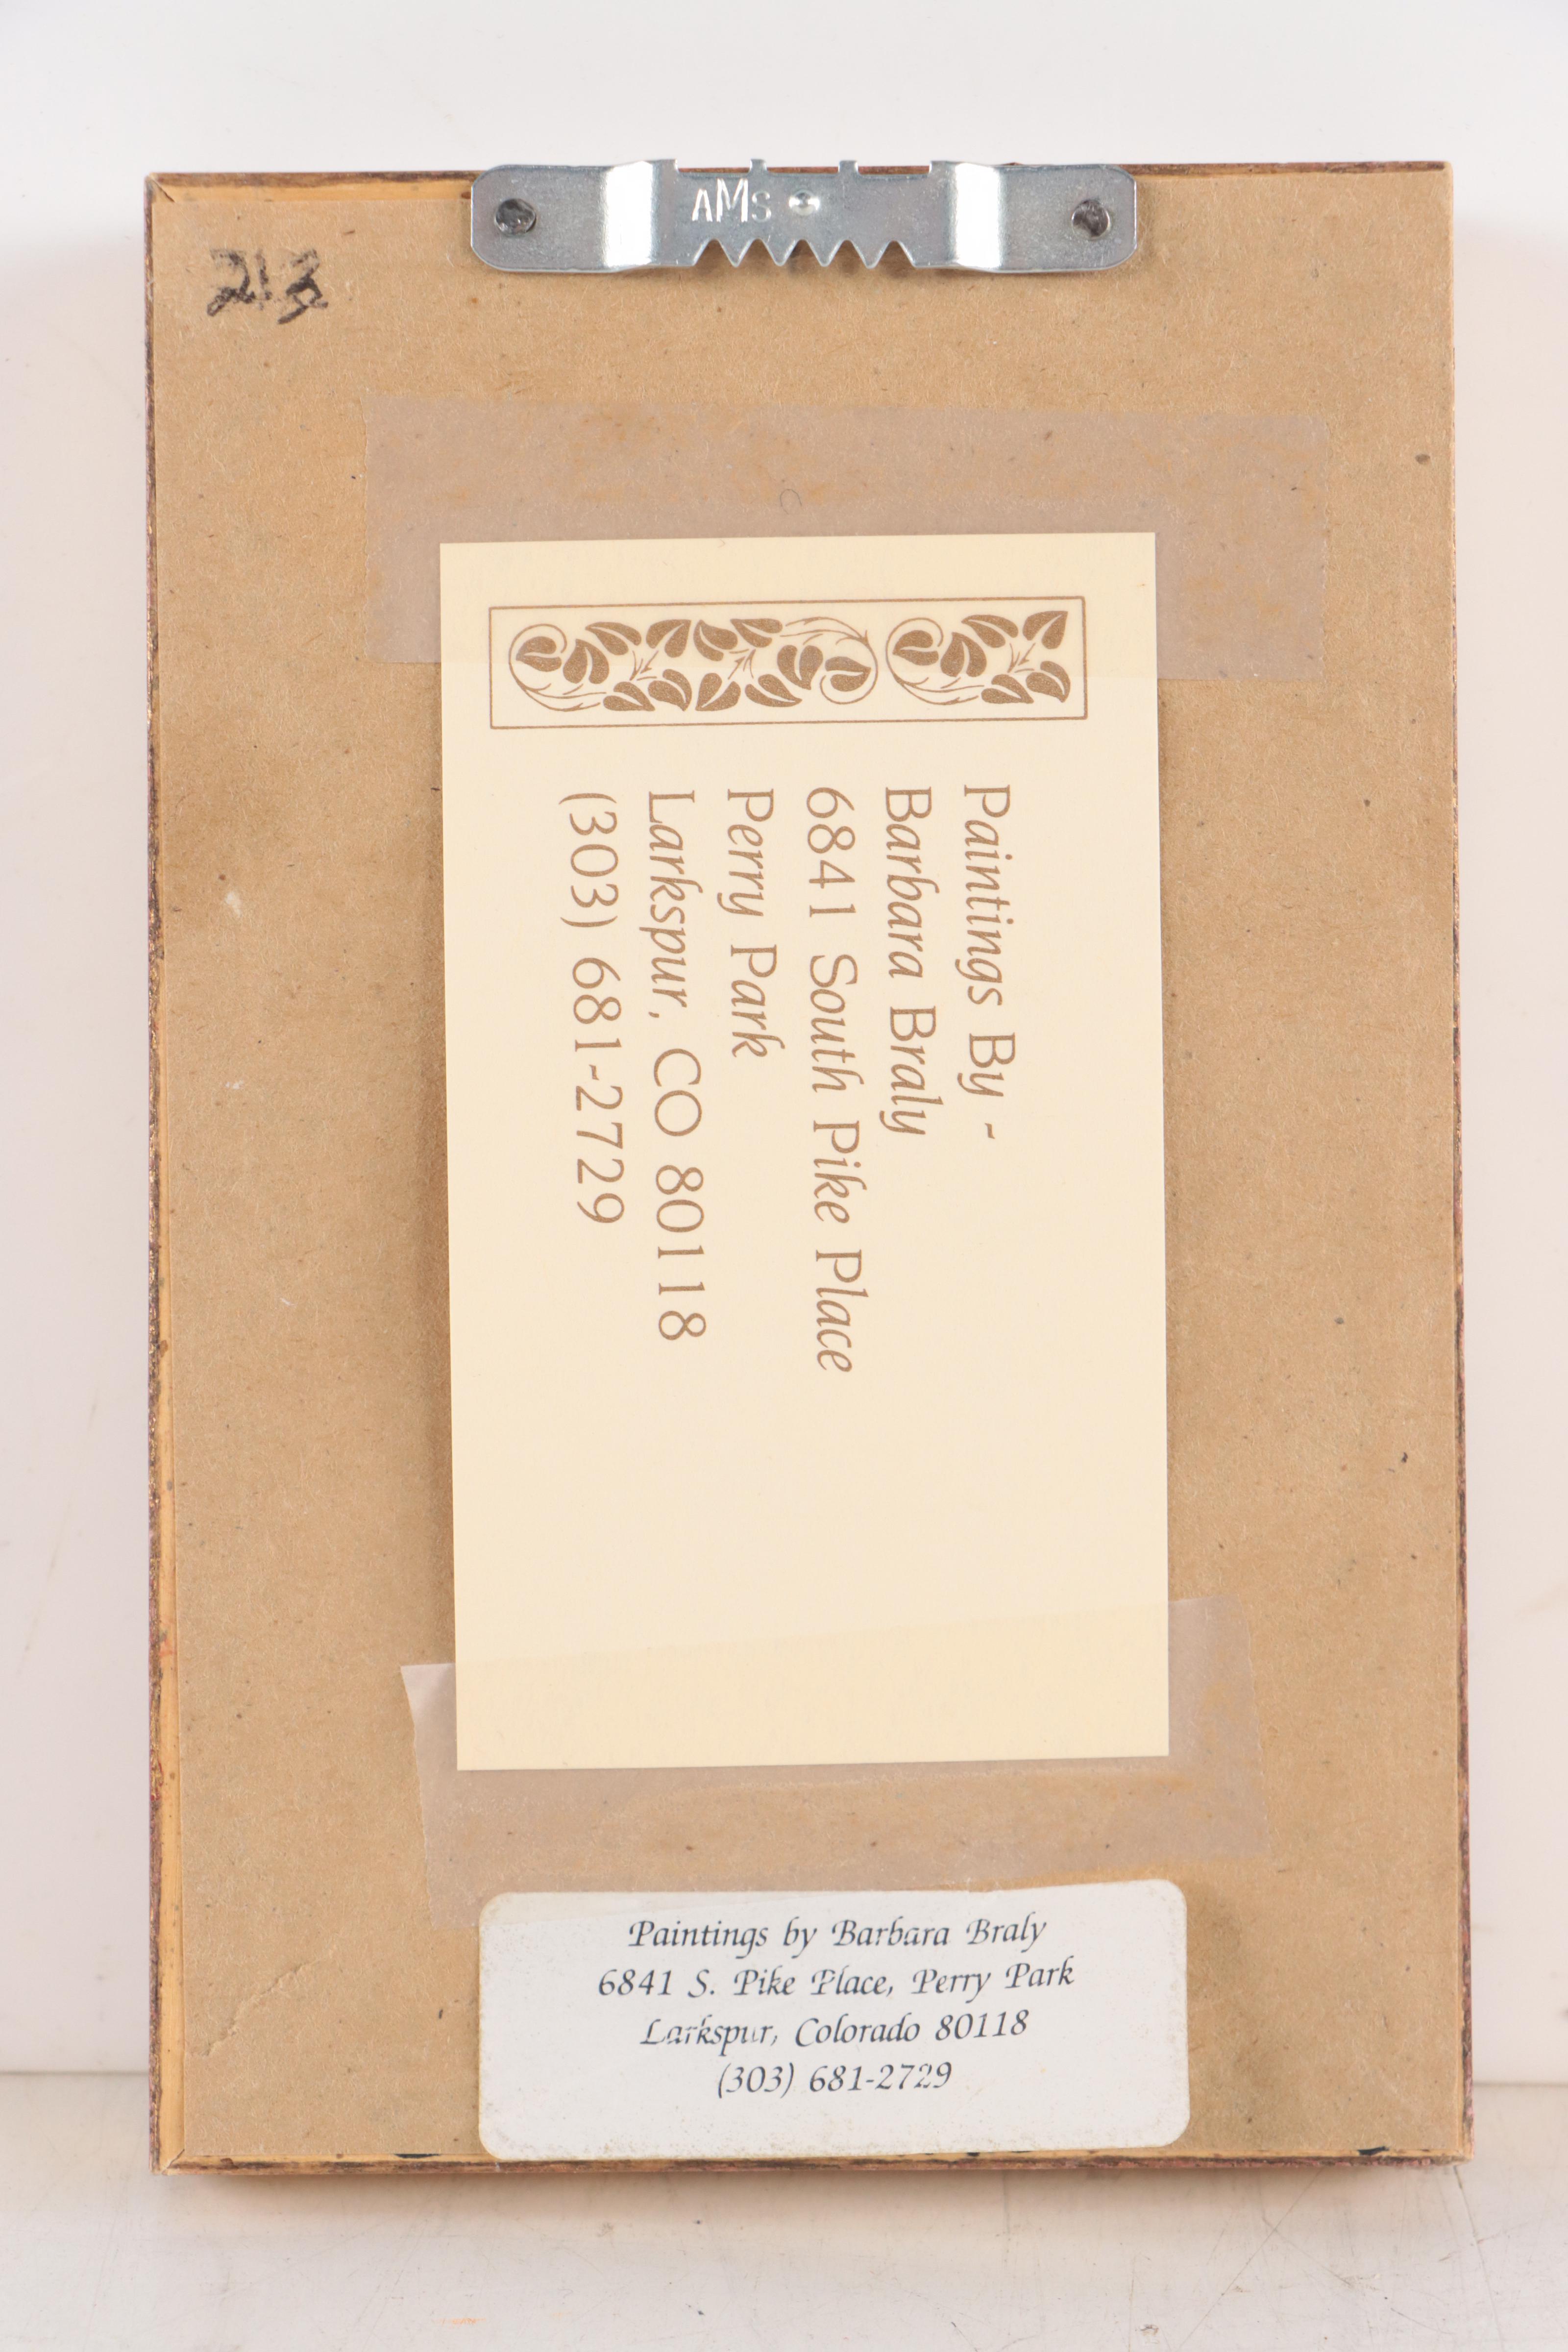 AMS
213
Paintings By -
Barbara Braly
6841 South Pike Place
Perry Park
Larkspur, CO 80118
(303) 681-2729
Paintings by Barbara Braly
6841 S. Pike Place, Perry Park
Larkspur, Colorado 80118
(303) 681-2729